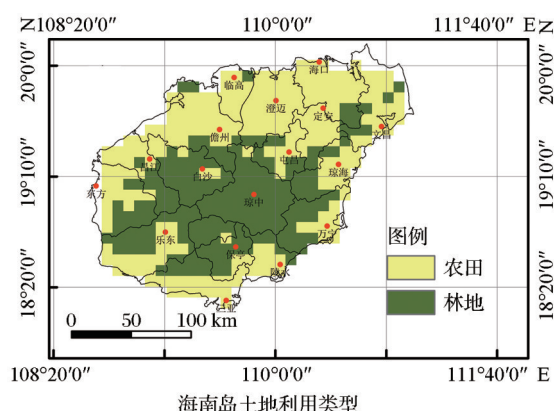 108°20′0″ 110°0′0″ 111°40′0″ E
N
N
20°0′0″
20°0′0″
19°10′0″
19°10′0″
18°20′0″
18°20′0″
海口
临高
澄迈
定安
文昌
儋州
屯昌
昌江
白沙
琼海
东方
琼中
万宁
乐东
保亭
陵水
图例
农田
林地
0 50 100 km
108°20′0″ 110°0′0″ 111°40′0″ E
海南岛土地利用类型